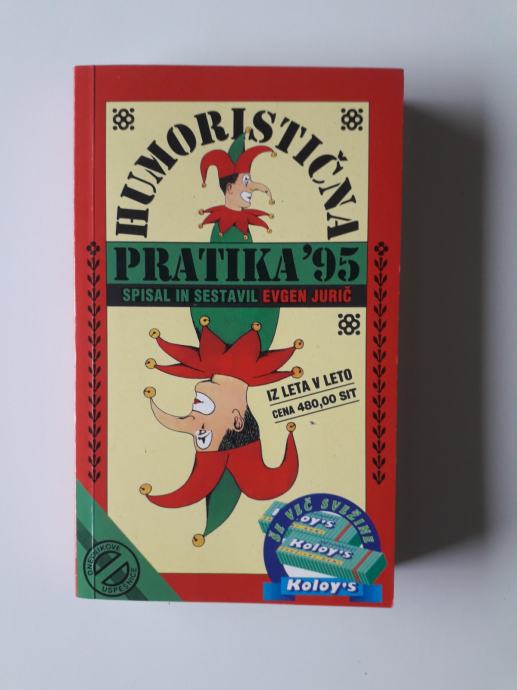 HUMORISTIČNA
PRATIKA '95
SPISAL IN SESTAVIL EVGEN JURIČ
IZ LETA V LETO
CENA 480,00 SIT
ŠE VEČ SVEŽINE
Koloy's
Koloy's
DNEVNIKOVE
USPEŠNICE